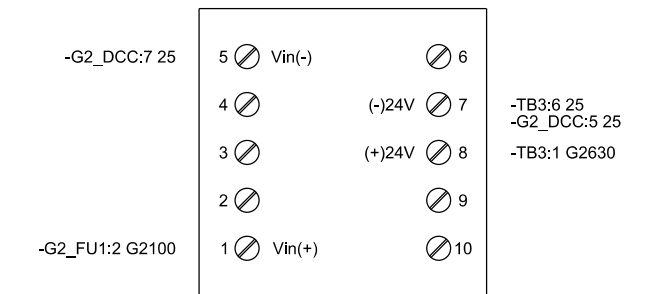 -G2_DCC:7 25 5 Vin(-) 6
4 (-)24V 7 -TB3:6 25
-G2_DCC:5 25
3 (+)24V 8 -TB3:1 G2630
2 9
-G2_FU1:2 G2100 1 Vin(+) 10